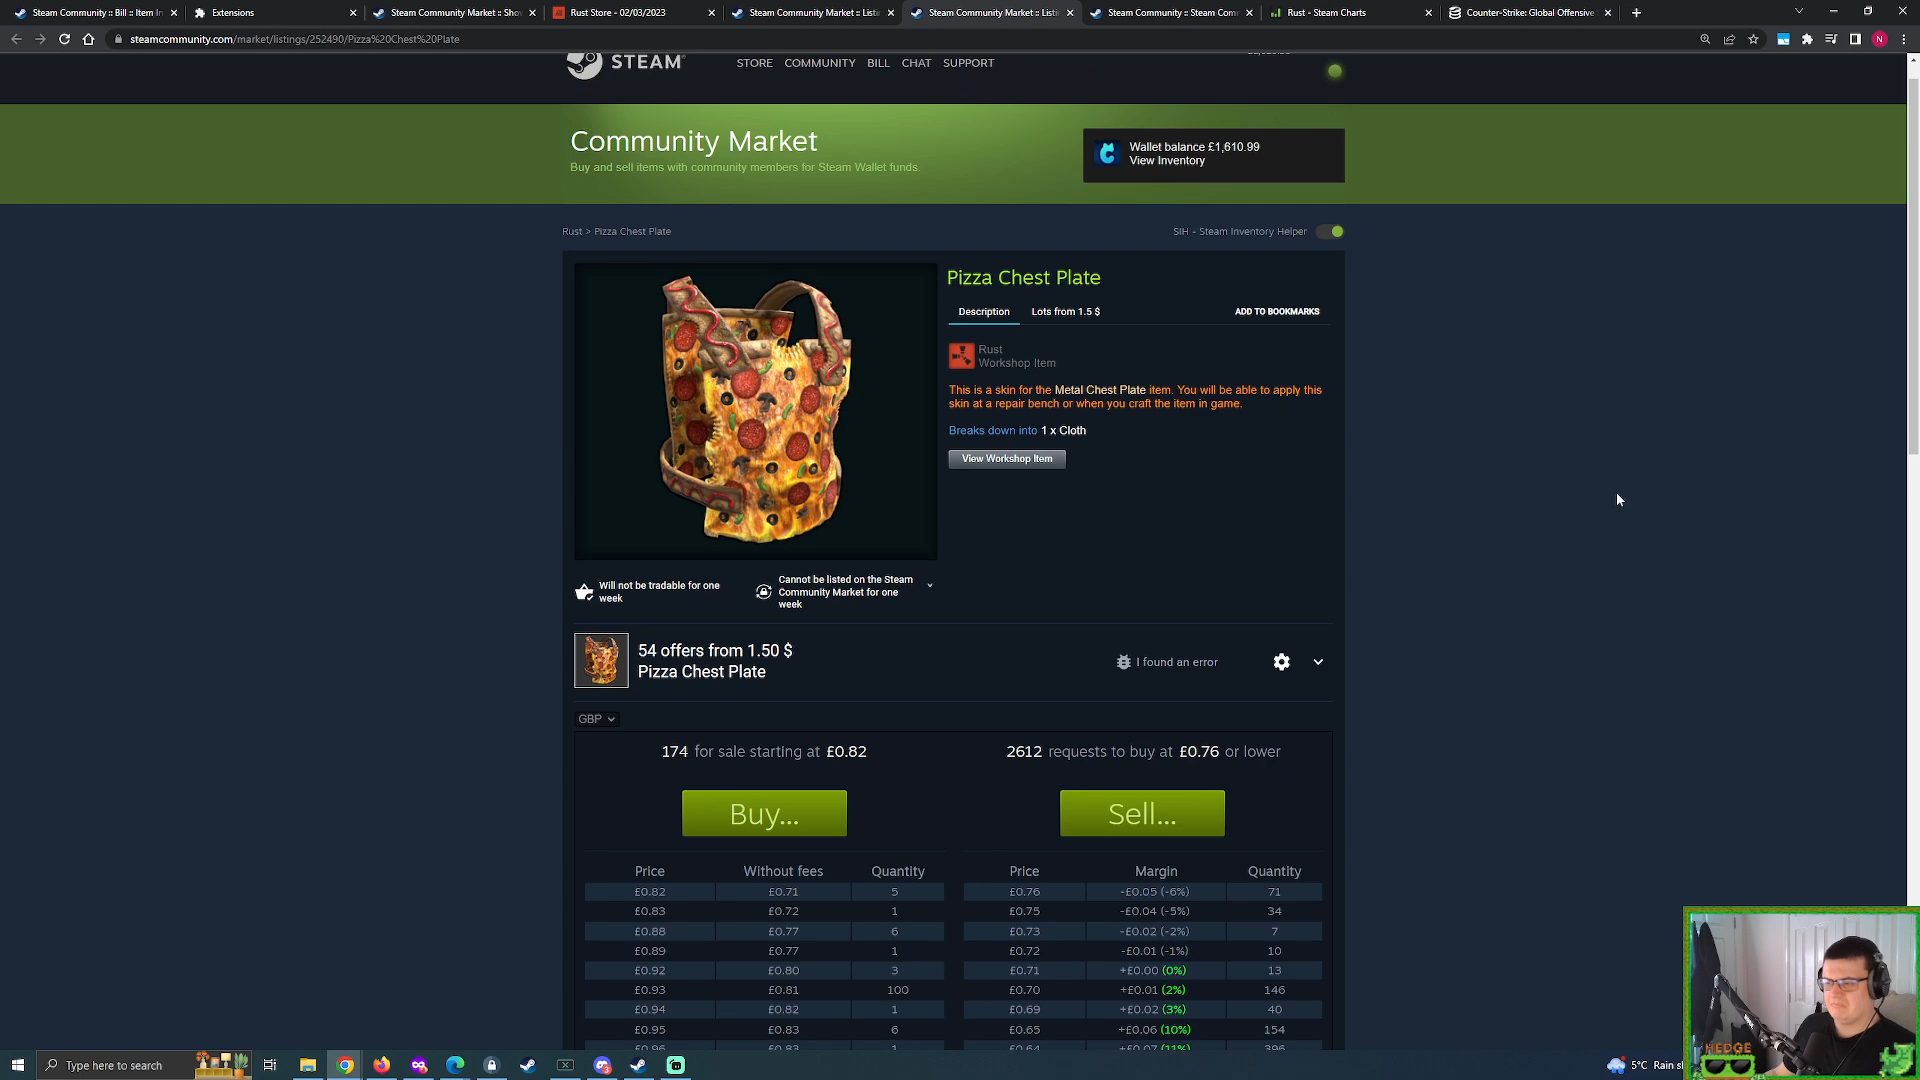 Steam Community :: Bill :: Item In
Extensions
Steam Community Market :: Sho
Rust Store - 02/03/2023
Steam Community Market :: Listi
Steam Community Market :: Listi
Steam Community :: Steam Com
Rust - Steam Charts
Counter-Strike: Global Offensive
steamcommunity.com/market/listings/252490/Pizza%20Chest%20Plate
N
STEAM
STORE COMMUNITY BILL CHAT SUPPORT
Community Market
Buy and sell items with community members for Steam Wallet funds.
Wallet balance £1,610.99
View Inventory
Rust > Pizza Chest Plate
SIH - Steam Inventory Helper
Pizza Chest Plate
Description Lots from 1.5 $ ADD TO BOOKMARKS
Rust
Workshop Item
This is a skin for the Metal Chest Plate item. You will be able to apply this
skin at a repair bench or when you craft the item in game.
Breaks down into 1 x Cloth
View Workshop Item
Will not be tradable for one
week
Cannot be listed on the Steam
Community Market for one
week
54 offers from 1.50 $
Pizza Chest Plate
I found an error
GBP
174 for sale starting at £0.82
2612 requests to buy at £0.76 or lower
Buy...
Sell...
Price Without fees Quantity Price Margin Quantity
£0.82 £0.71 5 £0.76 -£0.05 (-6%) 71
£0.83 £0.72 1 £0.75 -£0.04 (-5%) 34
£0.88 £0.77 6 £0.73 -£0.02 (-2%) 7
£0.89 £0.77 1 £0.72 -£0.01 (-1%) 10
£0.92 £0.80 3 £0.71 +£0.00 (0%) 13
£0.93 £0.81 100 £0.70 +£0.01 (2%) 146
£0.94 £0.82 1 £0.69 +£0.02 (3%) 40
£0.95 £0.83 6 £0.65 +£0.06 (10%) 154
£0.96 £0.83 1 £0.64 +£0.07 (11%) 396
HEDGE
Type here to search
5°C Rain sh